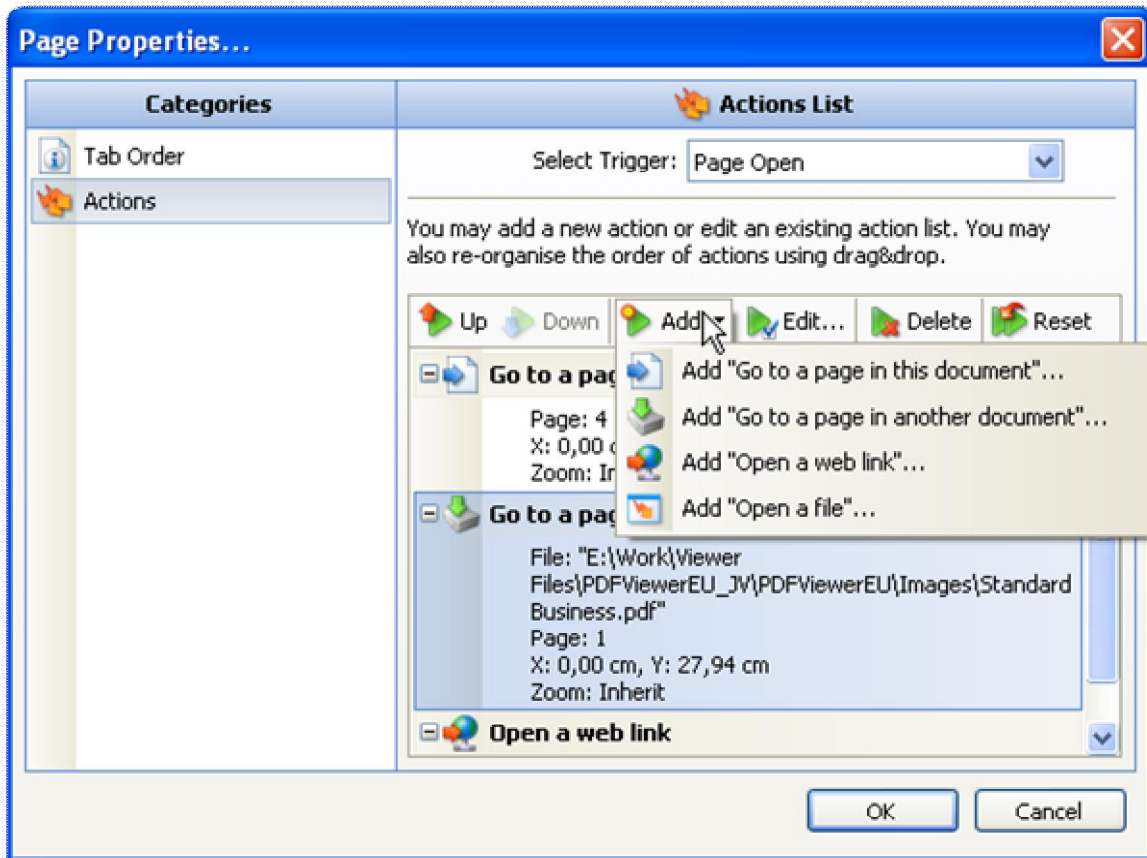 Page Properties...
Categories
Actions List
Tab Order
Actions
Select Trigger: Page Open
You may add a new action or edit an existing action list. You may
also re-organise the order of actions using drag&drop.
Up Down Add Edit... Delete Reset
Go to a pag
Page: 4
X: 0,00
Zoom: In
Add "Go to a page in this document"...
Add "Go to a page in another document"...
Add "Open a web link"...
Add "Open a file"...
Go to a pag
File: "E:\Work\Viewer
Files\PDFViewerEU_JV\PDFViewerEU\Images\Standard
Business.pdf"
Page: 1
X: 0,00 cm, Y: 27,94 cm
Zoom: Inherit
Open a web link
OK Cancel